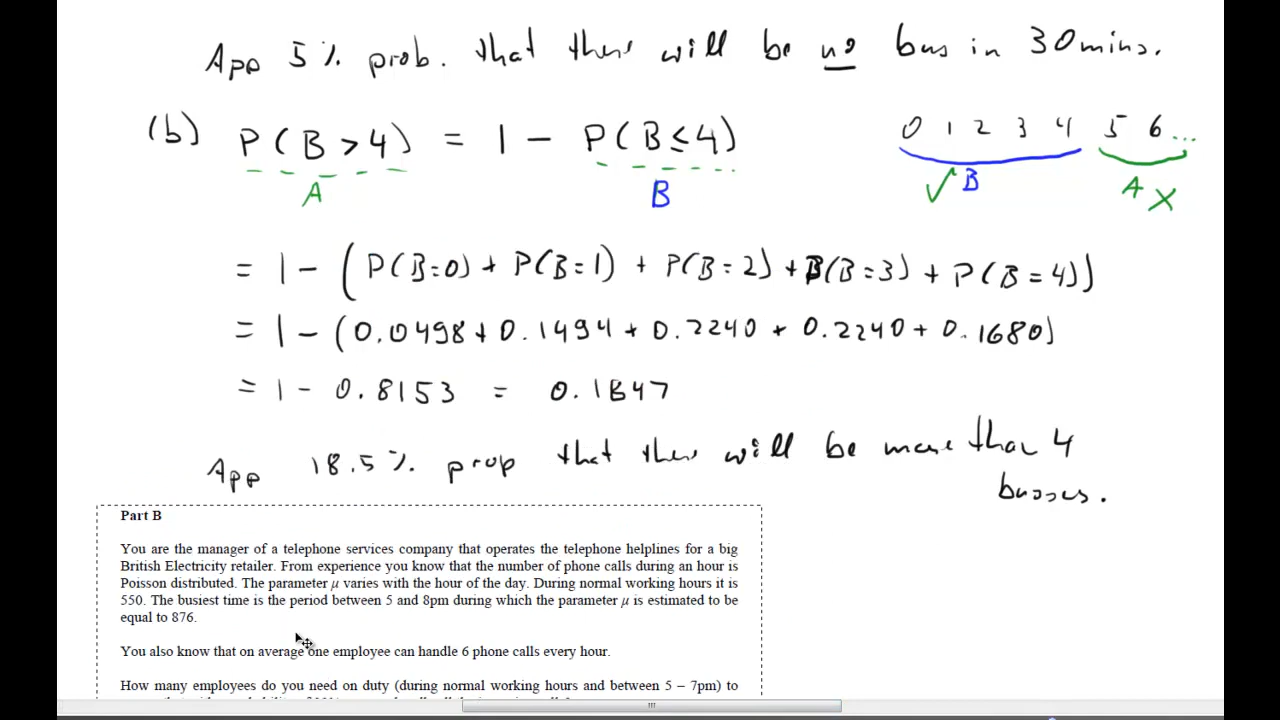 App 5 % prob. that there will be no bus in 30 mins.
(b) P(B > 4) = 1 - P(B ≤ 4) 0 1 2 3 4 5 6 ...
A B ✓ B A X
= 1 - (P(B=0) + P(B=1) + P(B=2) + B(B=3) + P(B=4))
= 1 - (0.0498 + 0.1494 + 0.2240 + 0.2240 + 0.1680)
= 1 - 0.8153 = 0.1847
App 18.5 % prop that there will be more than 4
busses.
Part B
You are the manager of a telephone services company that operates the telephone helplines for a big
British Electricity retailer. From experience you know that the number of phone calls during an hour is
Poisson distributed. The parameter μ varies with the hour of the day. During normal working hours it is
550. The busiest time is the period between 5 and 8pm during which the parameter μ is estimated to be
equal to 876.
You also know that on average one employee can handle 6 phone calls every hour.
How many employees do you need on duty (during normal working hours and between 5 – 7pm) to